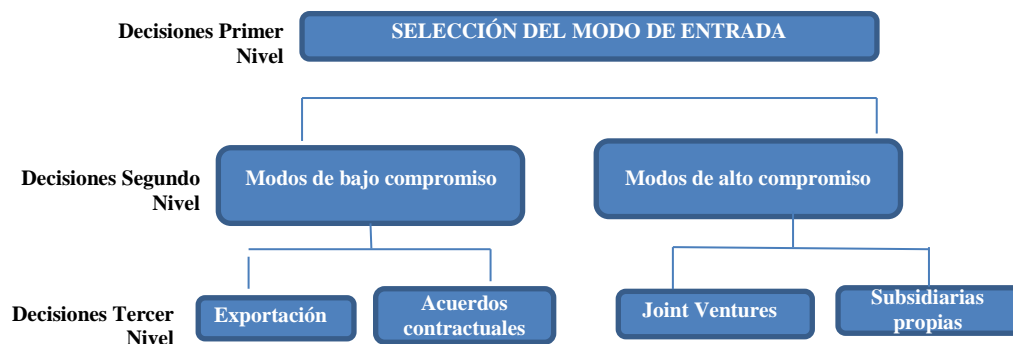 Decisiones Primer
Nivel
SELECCIÓN DEL MODO DE ENTRADA
Decisiones Segundo
Nivel
Modos de bajo compromiso
Modos de alto compromiso
Decisiones Tercer
Nivel
Exportación
Acuerdos
contractuales
Joint Ventures
Subsidiarias
propias